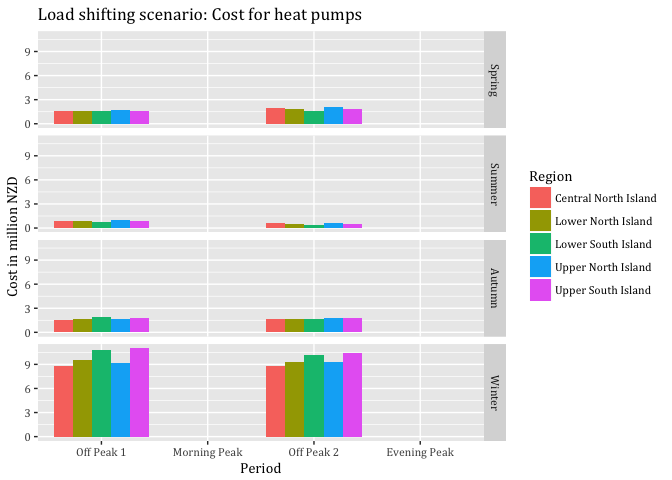 Load shifting scenario: Cost for heat pumps
Cost in million NZD
9
6
3
0
Spring
9
6
3
0
Summer
9
6
3
0
Autumn
9
6
3
0
Winter
Off Peak 1
Morning Peak
Off Peak 2
Evening Peak
Period
Region
Central North Island
Lower North Island
Lower South Island
Upper North Island
Upper South Island